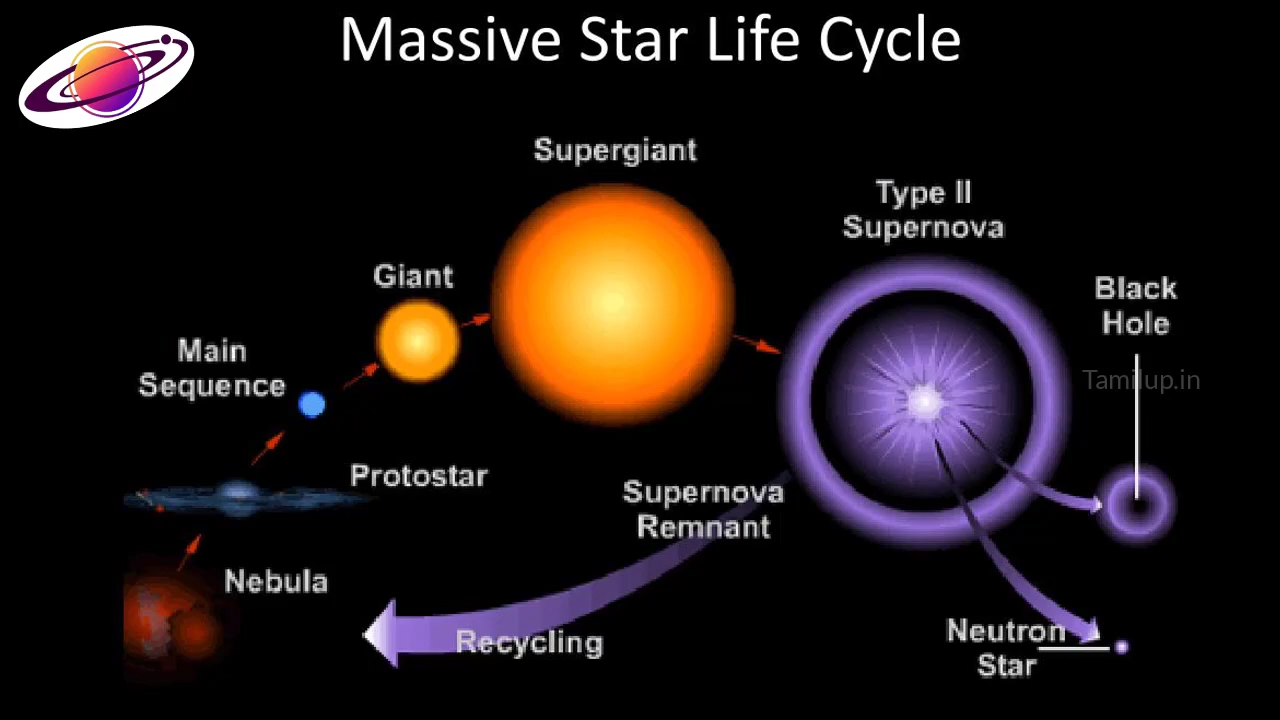 Massive Star Life Cycle
Supergiant
Type II
Supernova
Giant
Black
Hole
Main
Sequence
Tamilup.in
Protostar
Supernova
Remnant
Nebula
Recycling
Neutron
Star